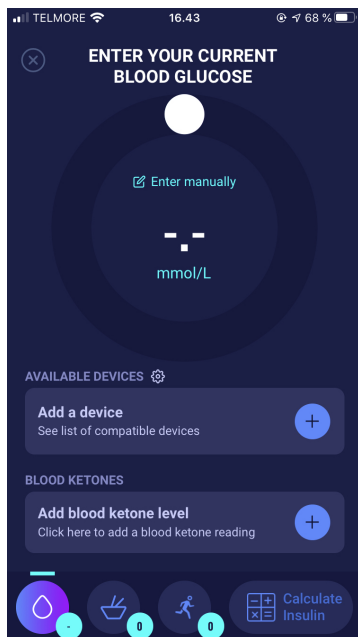 TELMORE 16.43 68 %
ENTER YOUR CURRENT
BLOOD GLUCOSE
Enter manually
-.-
mmol/L
AVAILABLE DEVICES
Add a device
See list of compatible devices
BLOOD KETONES
Add blood ketone level
Click here to add a blood ketone reading
- 0 0
Calculate
Insulin